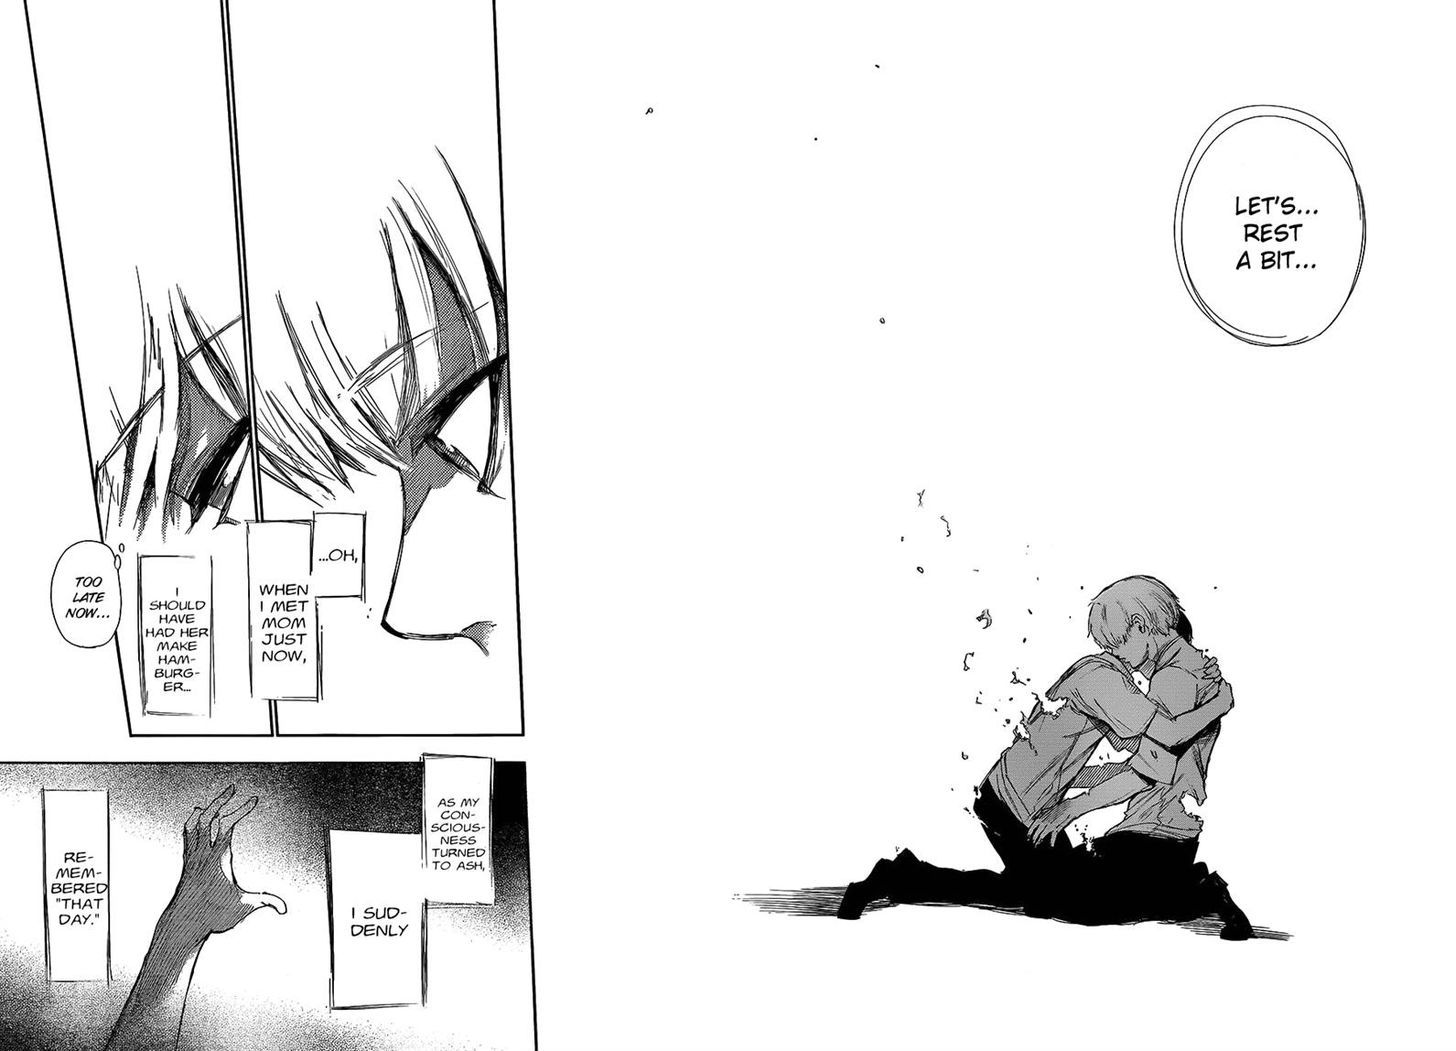 LET'S...
REST
A BIT...
...OH,
WHEN
I MET
MOM
JUST
NOW,
I
SHOULD
HAVE
HAD HER
MAKE
HAM-
BURG-
ER...
TOO
LATE
NOW...
AS MY
CON-
SCIOUS-
NESS
TURNED
TO ASH,
I SUD-
DENLY
RE-
MEM-
BERED
"THAT
DAY."